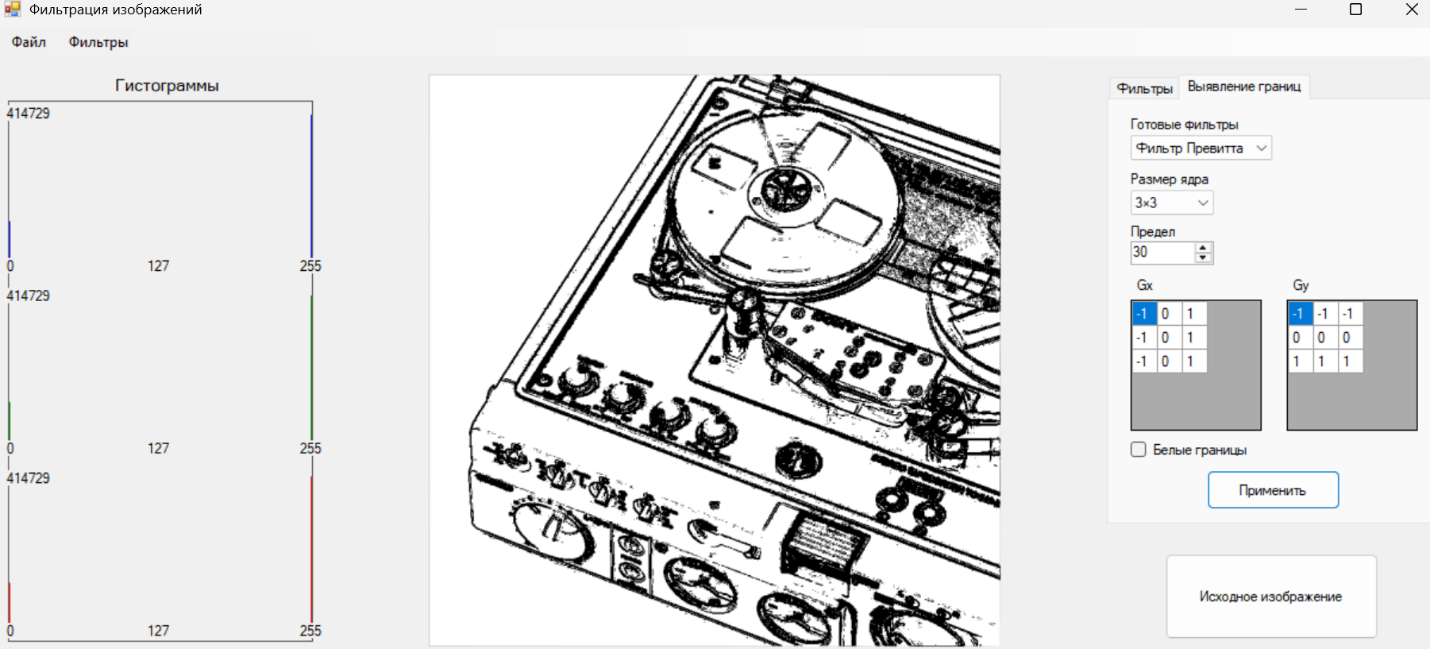 Фильтрация изображений
Файл Фильтры
Гистограммы
414729
0 127 255
414729
0 127 255
414729
0 127 255
Фильтры Выявление границ
Готовые фильтры
Фильтр Превитта
Размер ядра
3×3
Предел
30
Gx Gy
-1 0 1 -1 -1 -1
-1 0 1 0 0 0
-1 0 1 1 1 1
Белые границы
Применить
Исходное изображение